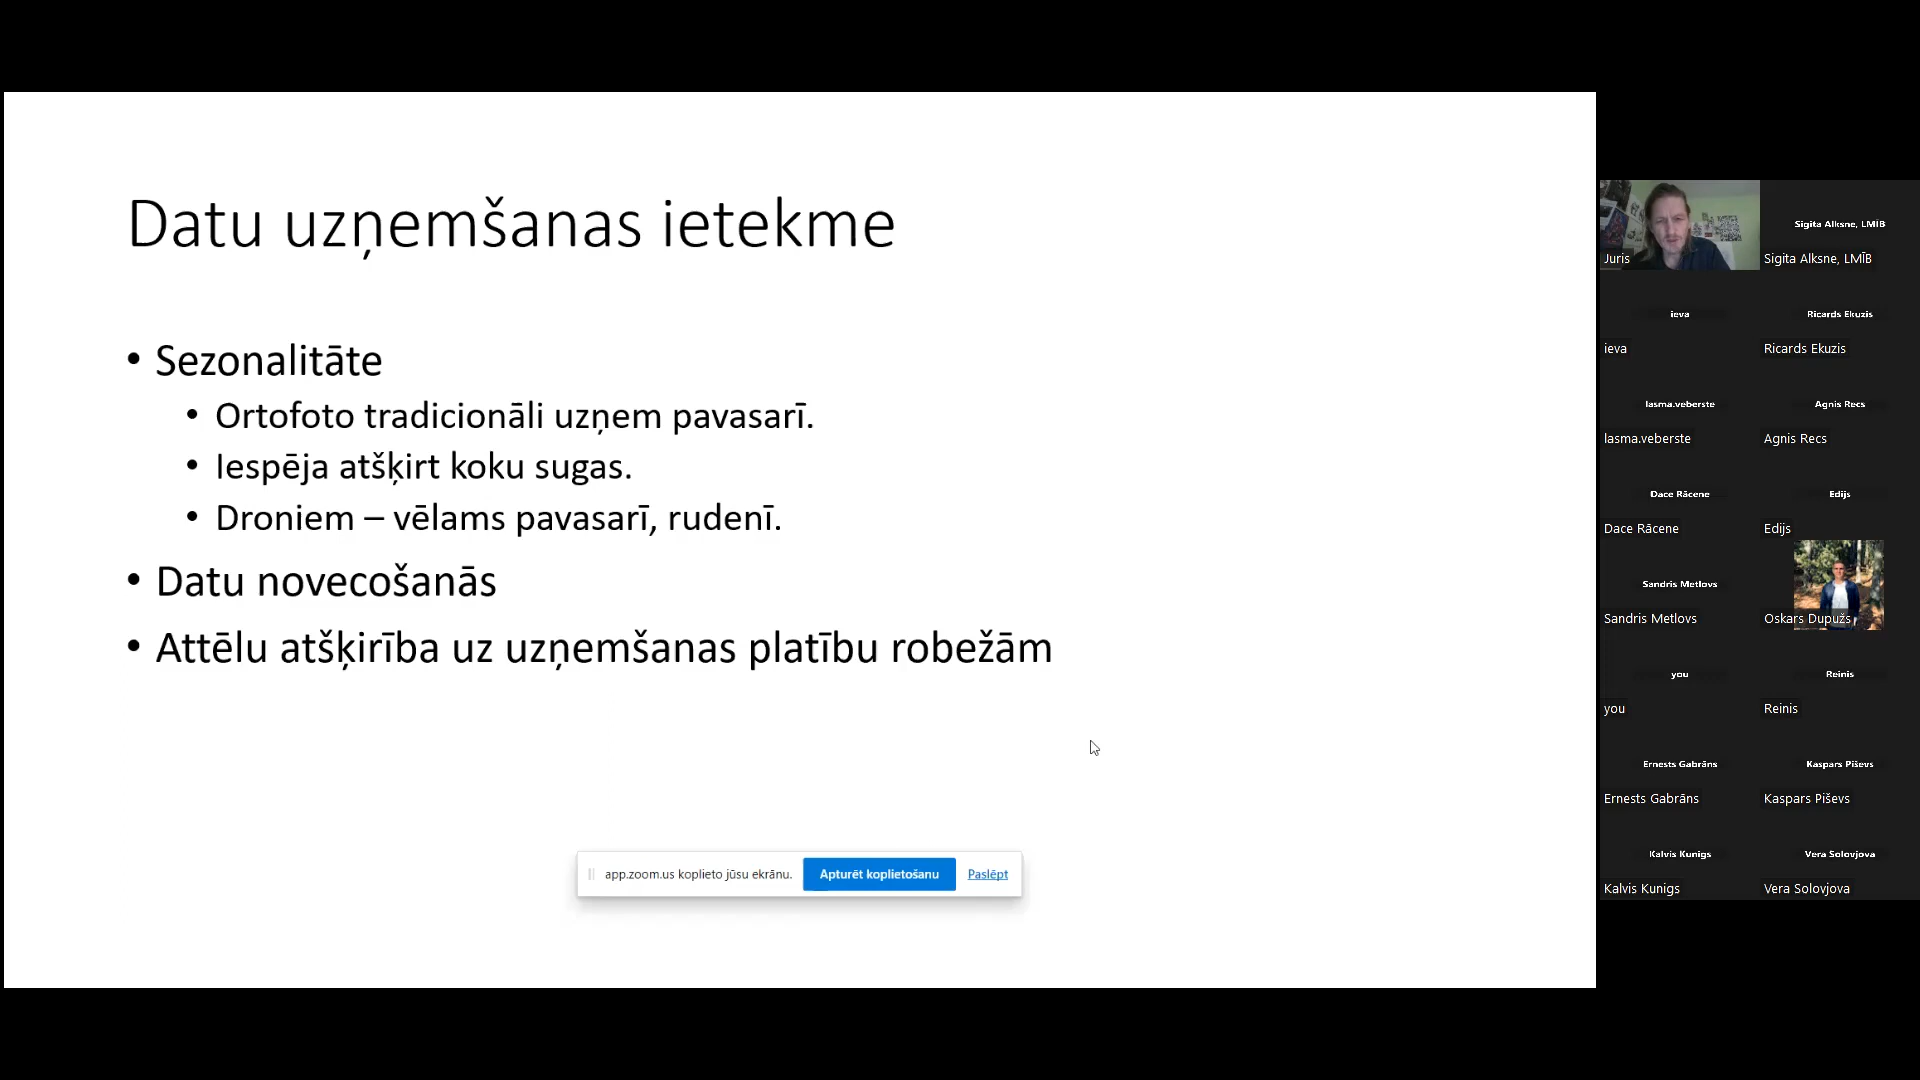 Datu uzņemšanas ietekme
• Sezonalitāte
• Ortofoto tradicionāli uzņem pavasarī.
• Iespēja atšķirt koku sugas.
• Droniem – vēlams pavasarī, rudenī.
• Datu novecošanās
• Attēlu atšķirība uz uzņemšanas platību robežām
app.zoom.us koplieto jūsu ekrānu. Apturēt koplietošanu Paslēpt
Juris
Sigita Alksne, LMĪB
Sigita Alksne, LMĪB
ieva
ieva
Ricards Ekuzis
Ricards Ekuzis
lasma.veberste
lasma.veberste
Agnis Recs
Agnis Recs
Dace Rācene
Dace Rācene
Edijs
Edijs
Sandris Metlovs
Sandris Metlovs
Oskars Dupužs
you
you
Reinis
Reinis
Ernests Gabrāns
Ernests Gabrāns
Kaspars Piševs
Kaspars Piševs
Kalvis Kunigs
Kalvis Kunigs
Vera Solovjova
Vera Solovjova